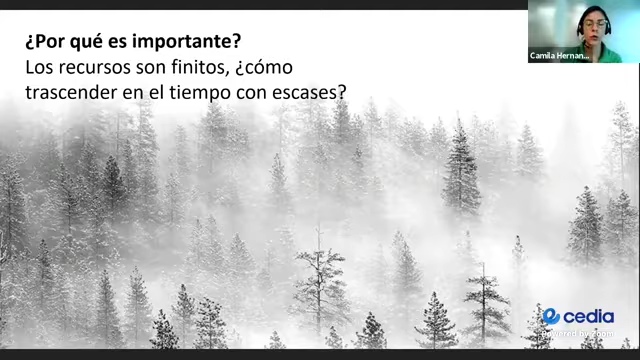 ¿Por qué es importante?
Los recursos son finitos, ¿cómo
trascender en el tiempo con escases?
Camila Hernan...
cedia
powered by zoom